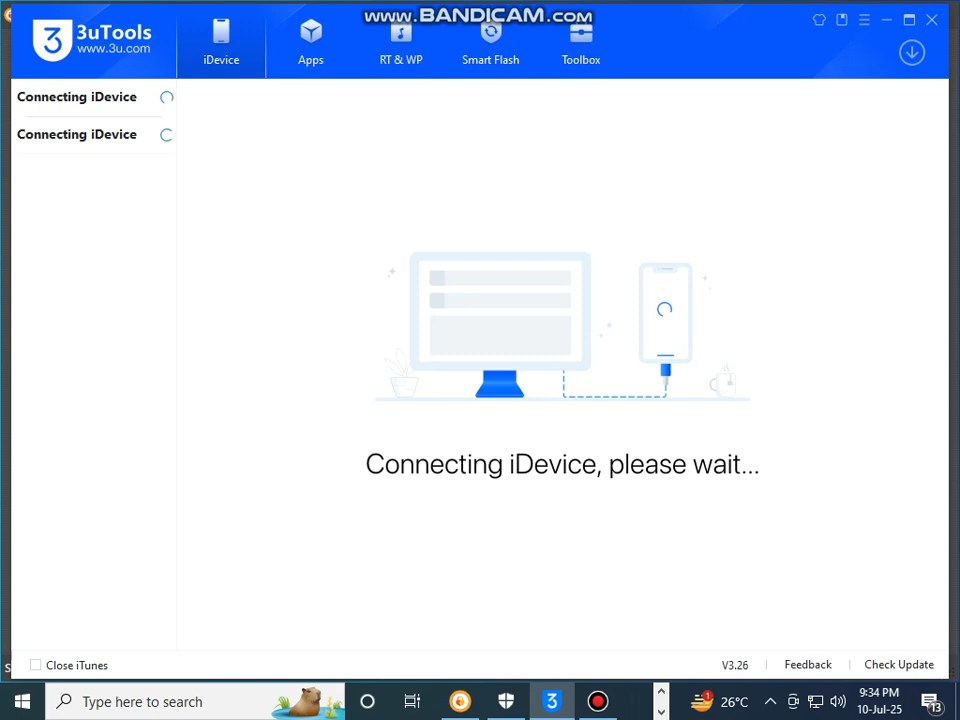 www.BANDICAM.com
3uTools
www.3u.com
iDevice
Apps
RT & WP
Smart Flash
Toolbox
Connecting iDevice
Connecting iDevice
Connecting iDevice, please wait...
Close iTunes
V3.26
Feedback
Check Update
S
Type here to search
1
26°C
9:34 PM
10-Jul-25
13